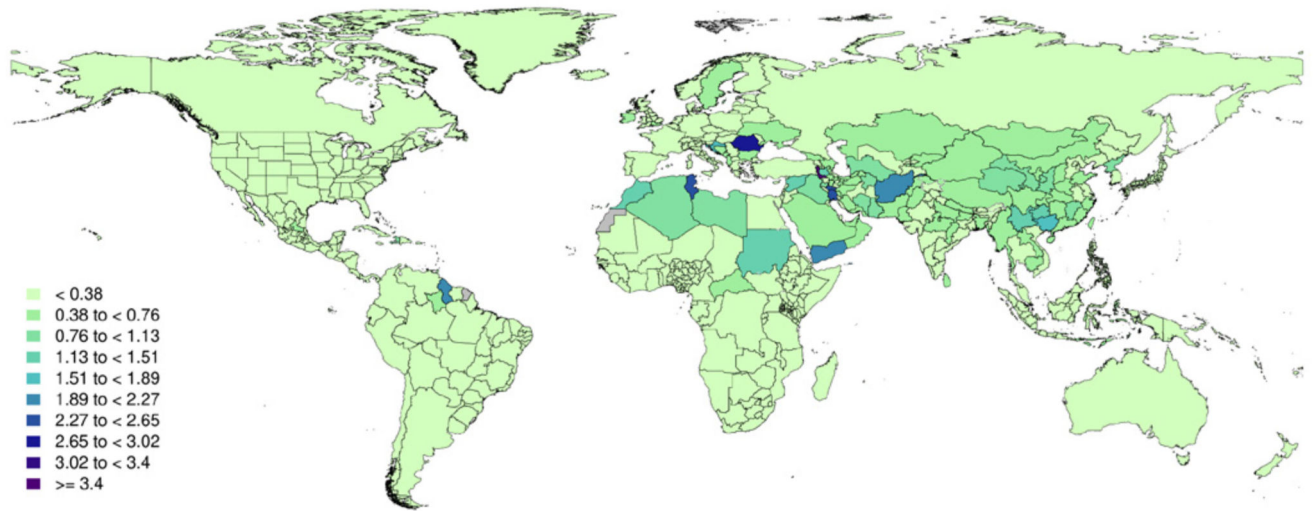 < 0.38
0.38 to < 0.76
0.76 to < 1.13
1.13 to < 1.51
1.51 to < 1.89
1.89 to < 2.27
2.27 to < 2.65
2.65 to < 3.02
3.02 to < 3.4
>= 3.4